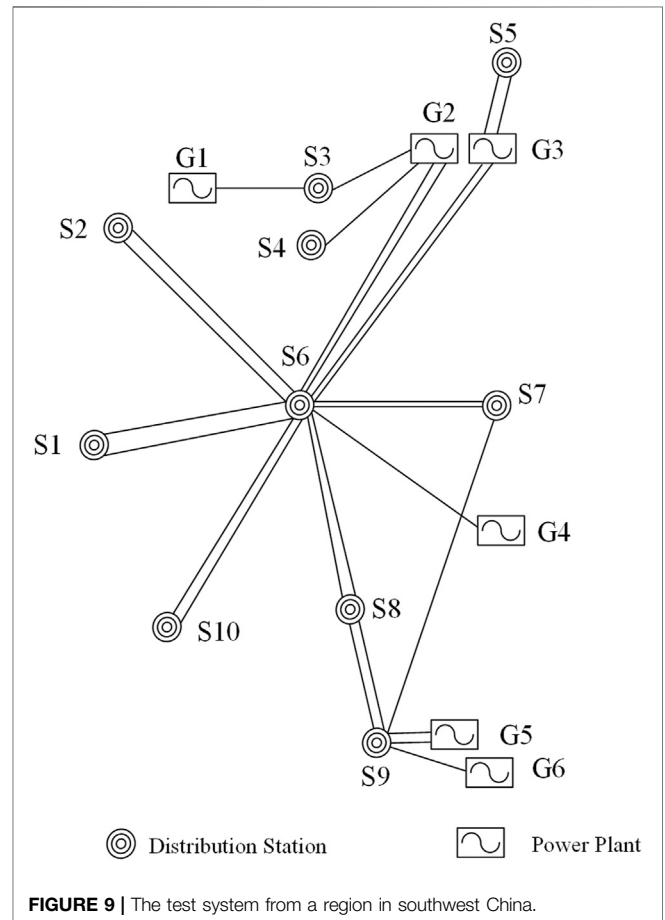 S5
G2
G3
G1
S3
S2
S4
S6
S7
S1
G4
S8
S10
G5
S9
G6
Distribution Station
Power Plant
FIGURE 9 | The test system from a region in southwest China.